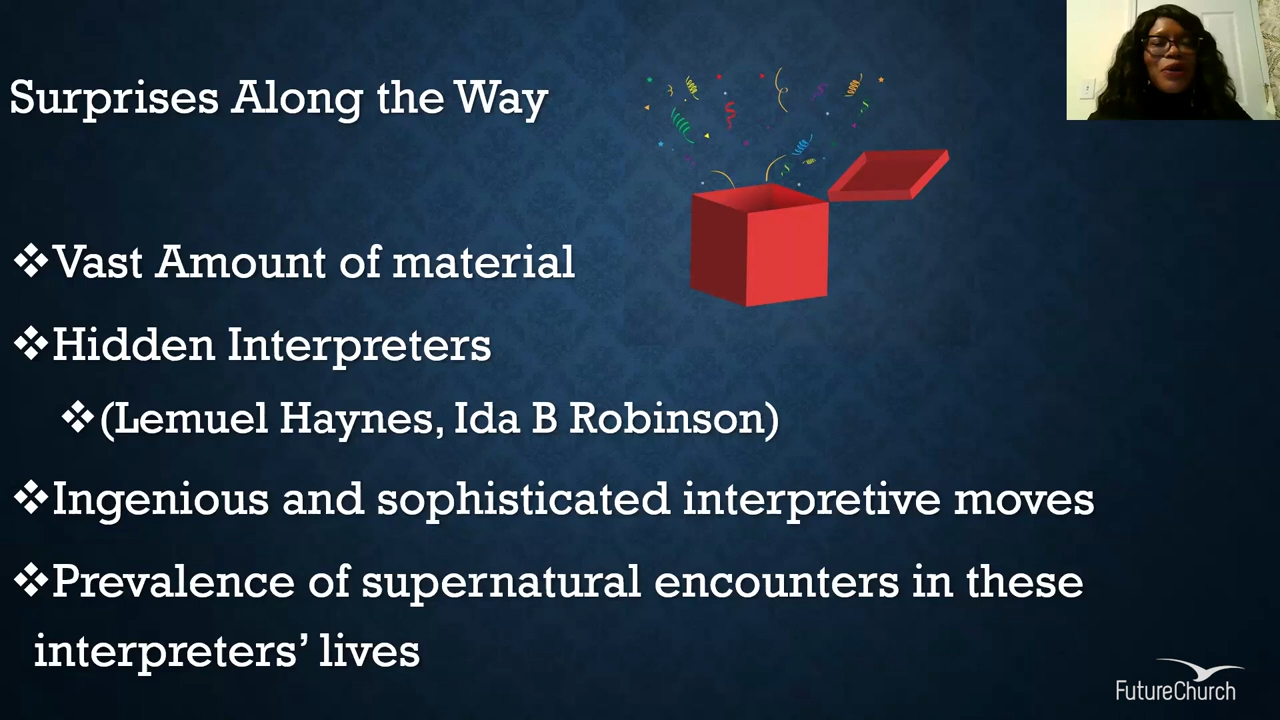 Surprises Along the Way
❖Vast Amount of material
❖Hidden Interpreters
❖(Lemuel Haynes, Ida B Robinson)
❖Ingenious and sophisticated interpretive moves
❖Prevalence of supernatural encounters in these
interpreters’ lives
FutureChurch